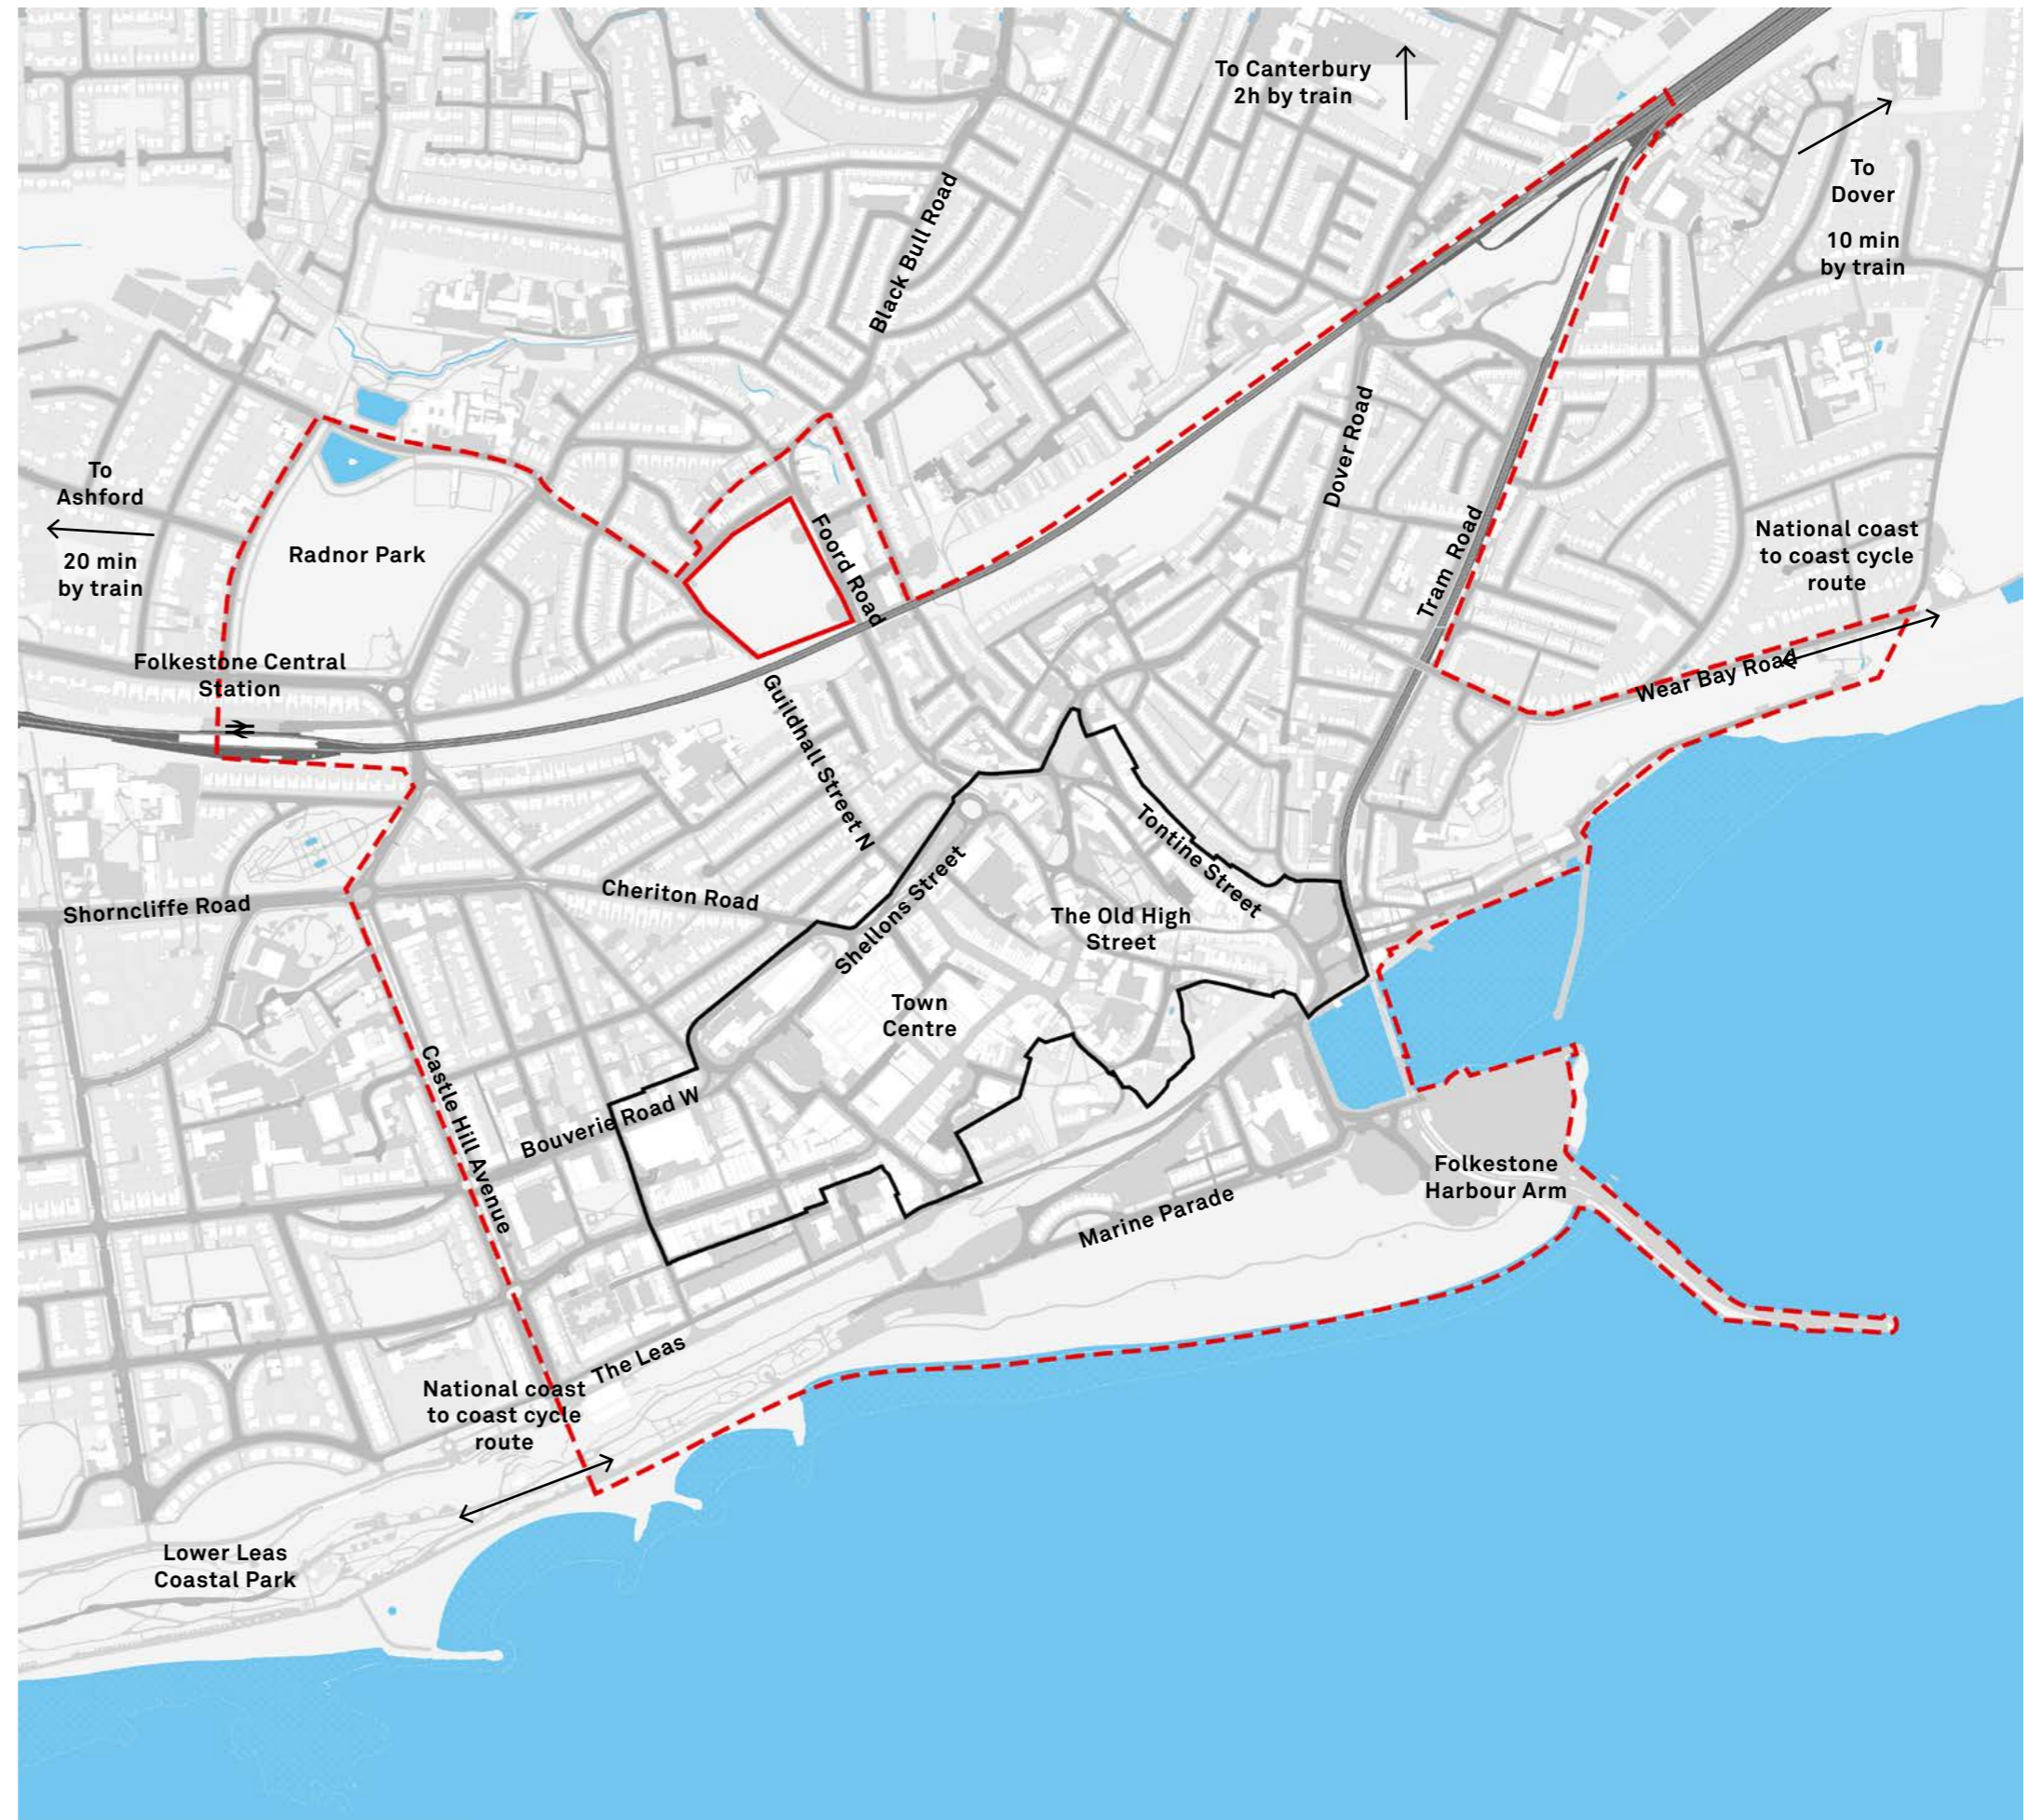 To Canterbury
2h by train
To
Dover
10 min
by train
Black Bull Road
To
Ashford
20 min
by train
Radnor Park
Foord Road
Dover Road
Tram Road
National coast
to coast cycle
route
Folkestone Central
Station
Wear Bay Road
Guildhall Street N
Tontine Street
Shorncliffe Road
Cheriton Road
Shellons Street
The Old High
Street
Town
Centre
Castle Hill Avenue
Bouverie Road W
Folkestone
Harbour Arm
Marine Parade
The Leas
National coast
to coast cycle
route
Lower Leas
Coastal Park